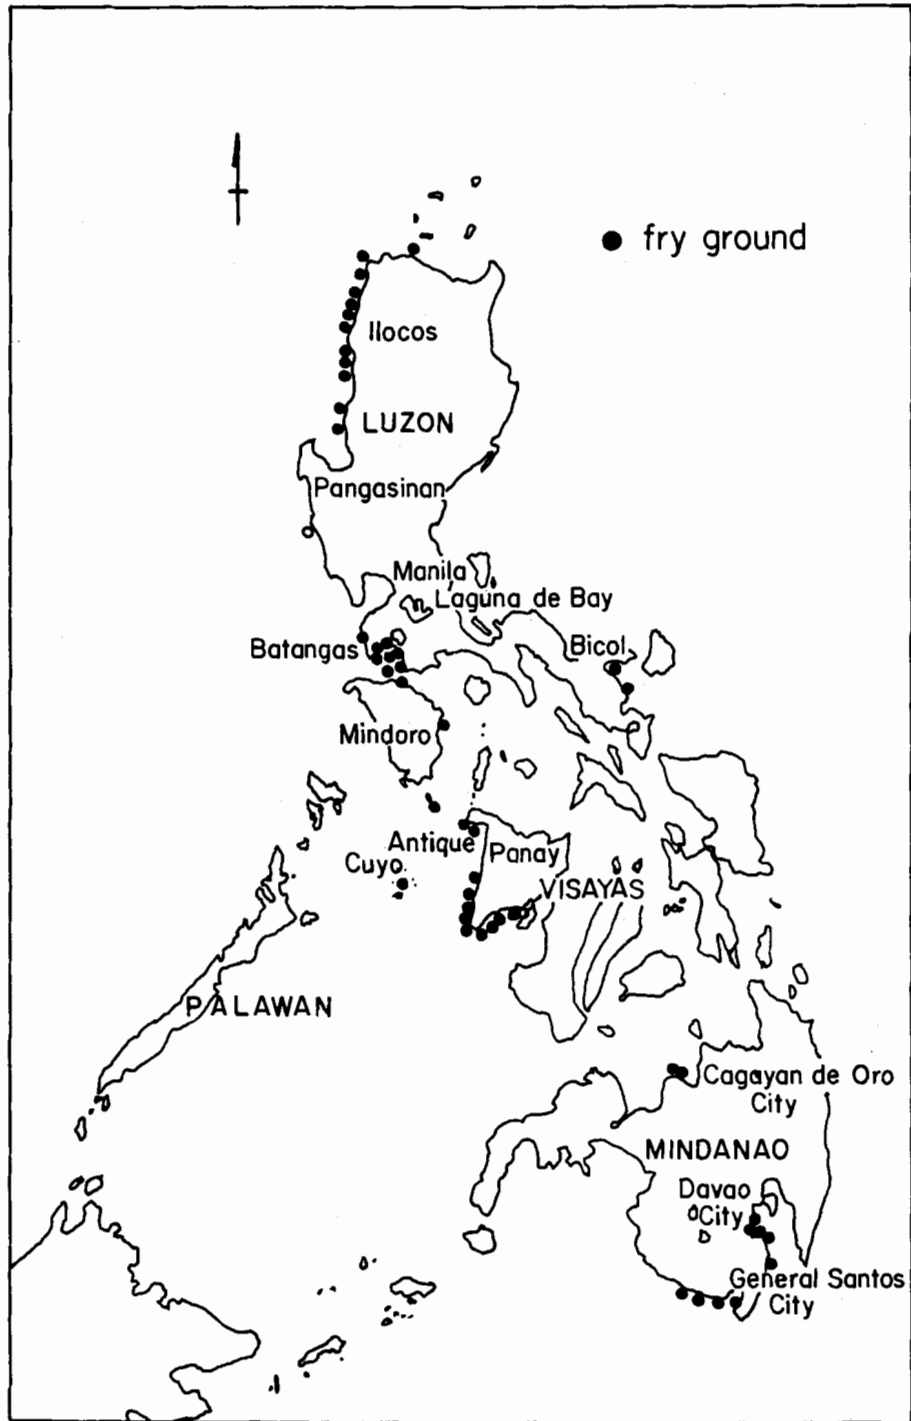 fry ground
Ilocos
LUZON
Pangasinan
Manila
Laguna de Bay
Batangas
Bicol
Mindoro
Antique
Panay
Cuyo
VISAYAS
PALAWAN
Cagayan de Oro
City
MINDANAO
Davao
City
General Santos
City